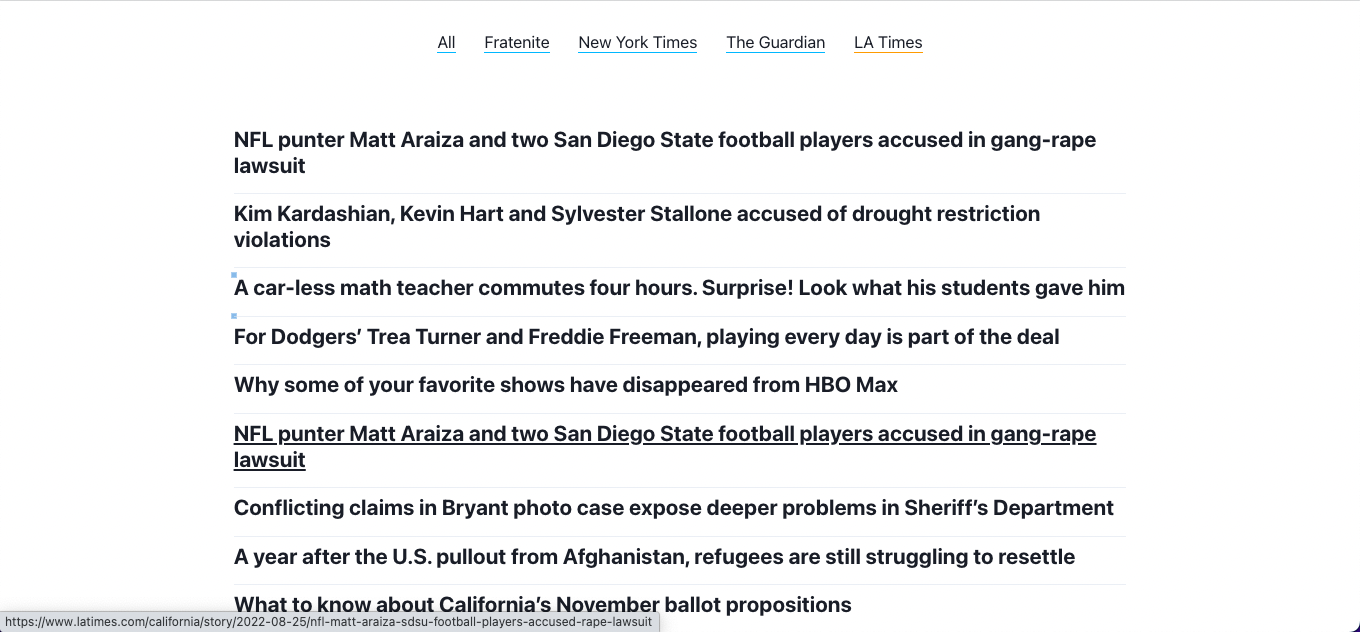 All Fratenite New York Times The Guardian LA Times
NFL punter Matt Araiza and two San Diego State football players accused in gang-rape
lawsuit
Kim Kardashian, Kevin Hart and Sylvester Stallone accused of drought restriction
violations
A car-less math teacher commutes four hours. Surprise! Look what his students gave him
For Dodgers’ Trea Turner and Freddie Freeman, playing every day is part of the deal
Why some of your favorite shows have disappeared from HBO Max
NFL punter Matt Araiza and two San Diego State football players accused in gang-rape
lawsuit
Conflicting claims in Bryant photo case expose deeper problems in Sheriff’s Department
A year after the U.S. pullout from Afghanistan, refugees are still struggling to resettle
What to know about California’s November ballot propositions
https://www.latimes.com/california/story/2022-08-25/nfl-matt-araiza-sdsu-football-players-accused-rape-lawsuit